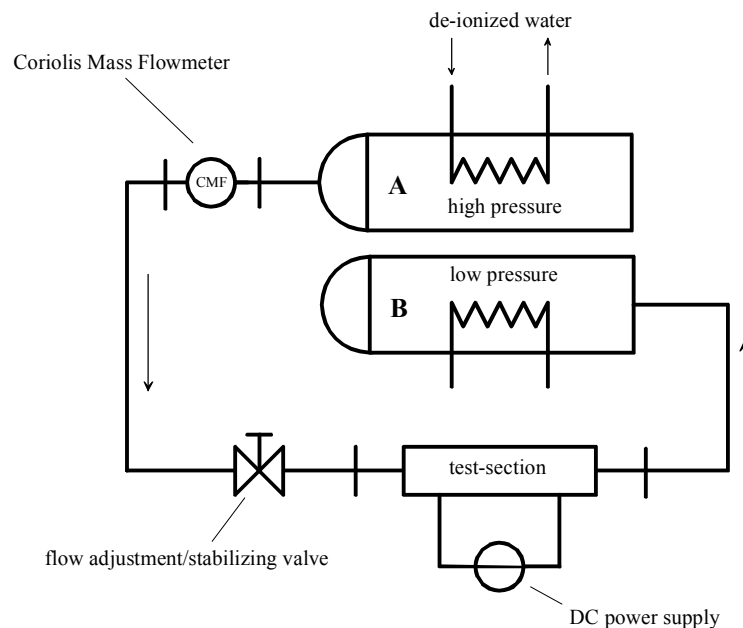 de-ionized water
Coriolis Mass Flowmeter
CMF
A
high pressure
low pressure
B
test-section
flow adjustment/stabilizing valve
DC power supply